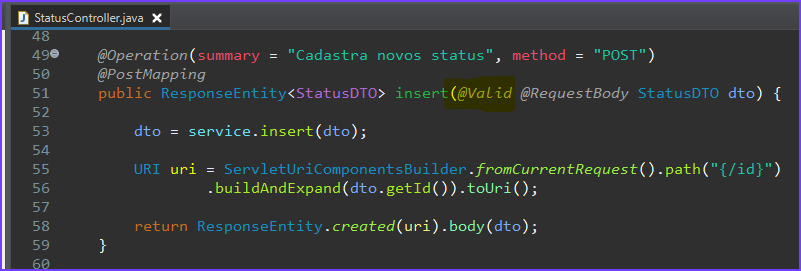 StatusController.java
48
49 @Operation(summary = "Cadastra novos status", method = "POST")
50 @PostMapping
51 public ResponseEntity<StatusDTO> insert(@Valid @RequestBody StatusDTO dto) {
52
53 dto = service.insert(dto);
54
55 URI uri = ServletUriComponentsBuilder.fromCurrentRequest().path("{/id}")
56 .buildAndExpand(dto.getId()).toUri();
57
58 return ResponseEntity.created(uri).body(dto);
59 }
60